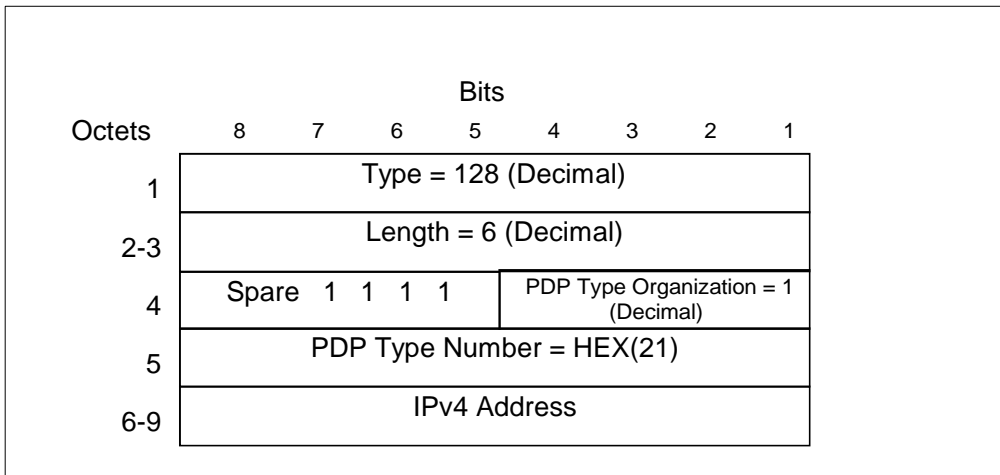 Bits
Octets 8 7 6 5 4 3 2 1
1 Type = 128 (Decimal)
2-3 Length = 6 (Decimal)
4 Spare 1 1 1 1 PDP Type Organization = 1
(Decimal)
5 PDP Type Number = HEX(21)
6-9 IPv4 Address